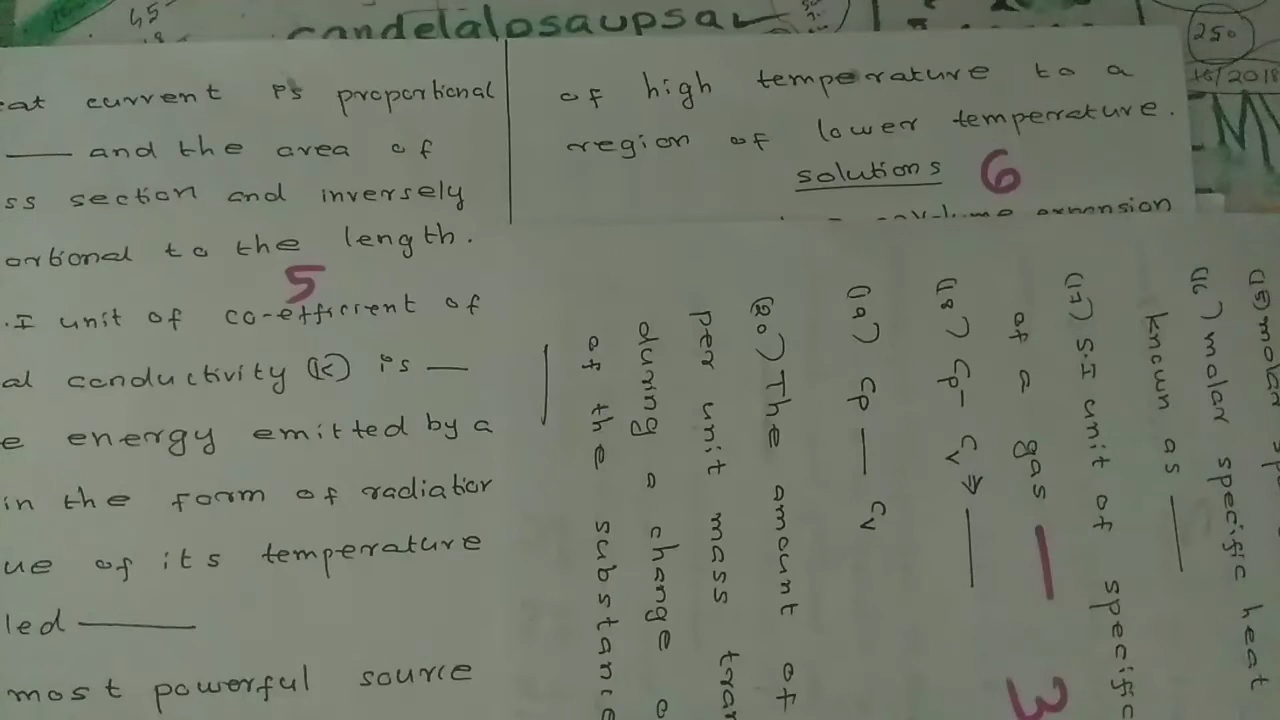 45
candelalosaupsav
250
18/2018
eat current is proportional
—— and the area of
ss section and inversely
ortional to the length.
5
.I unit of co-efficient of
al conductivity (K) is —
e energy emitted by a
in the form of radiation
ue of its temperature
led ———
most powerful source
of high temperature to a
region of lower temperature.
solutions 6
expansion
(15) molar
(16) molar specific heat
known as ——
(17) S.I unit of specific
of a gas —
3
(18) Cp - Cv ⇒ ——
(19) Cp — Cv
(20) The amount of
per unit mass
during a change o
of the substance
——